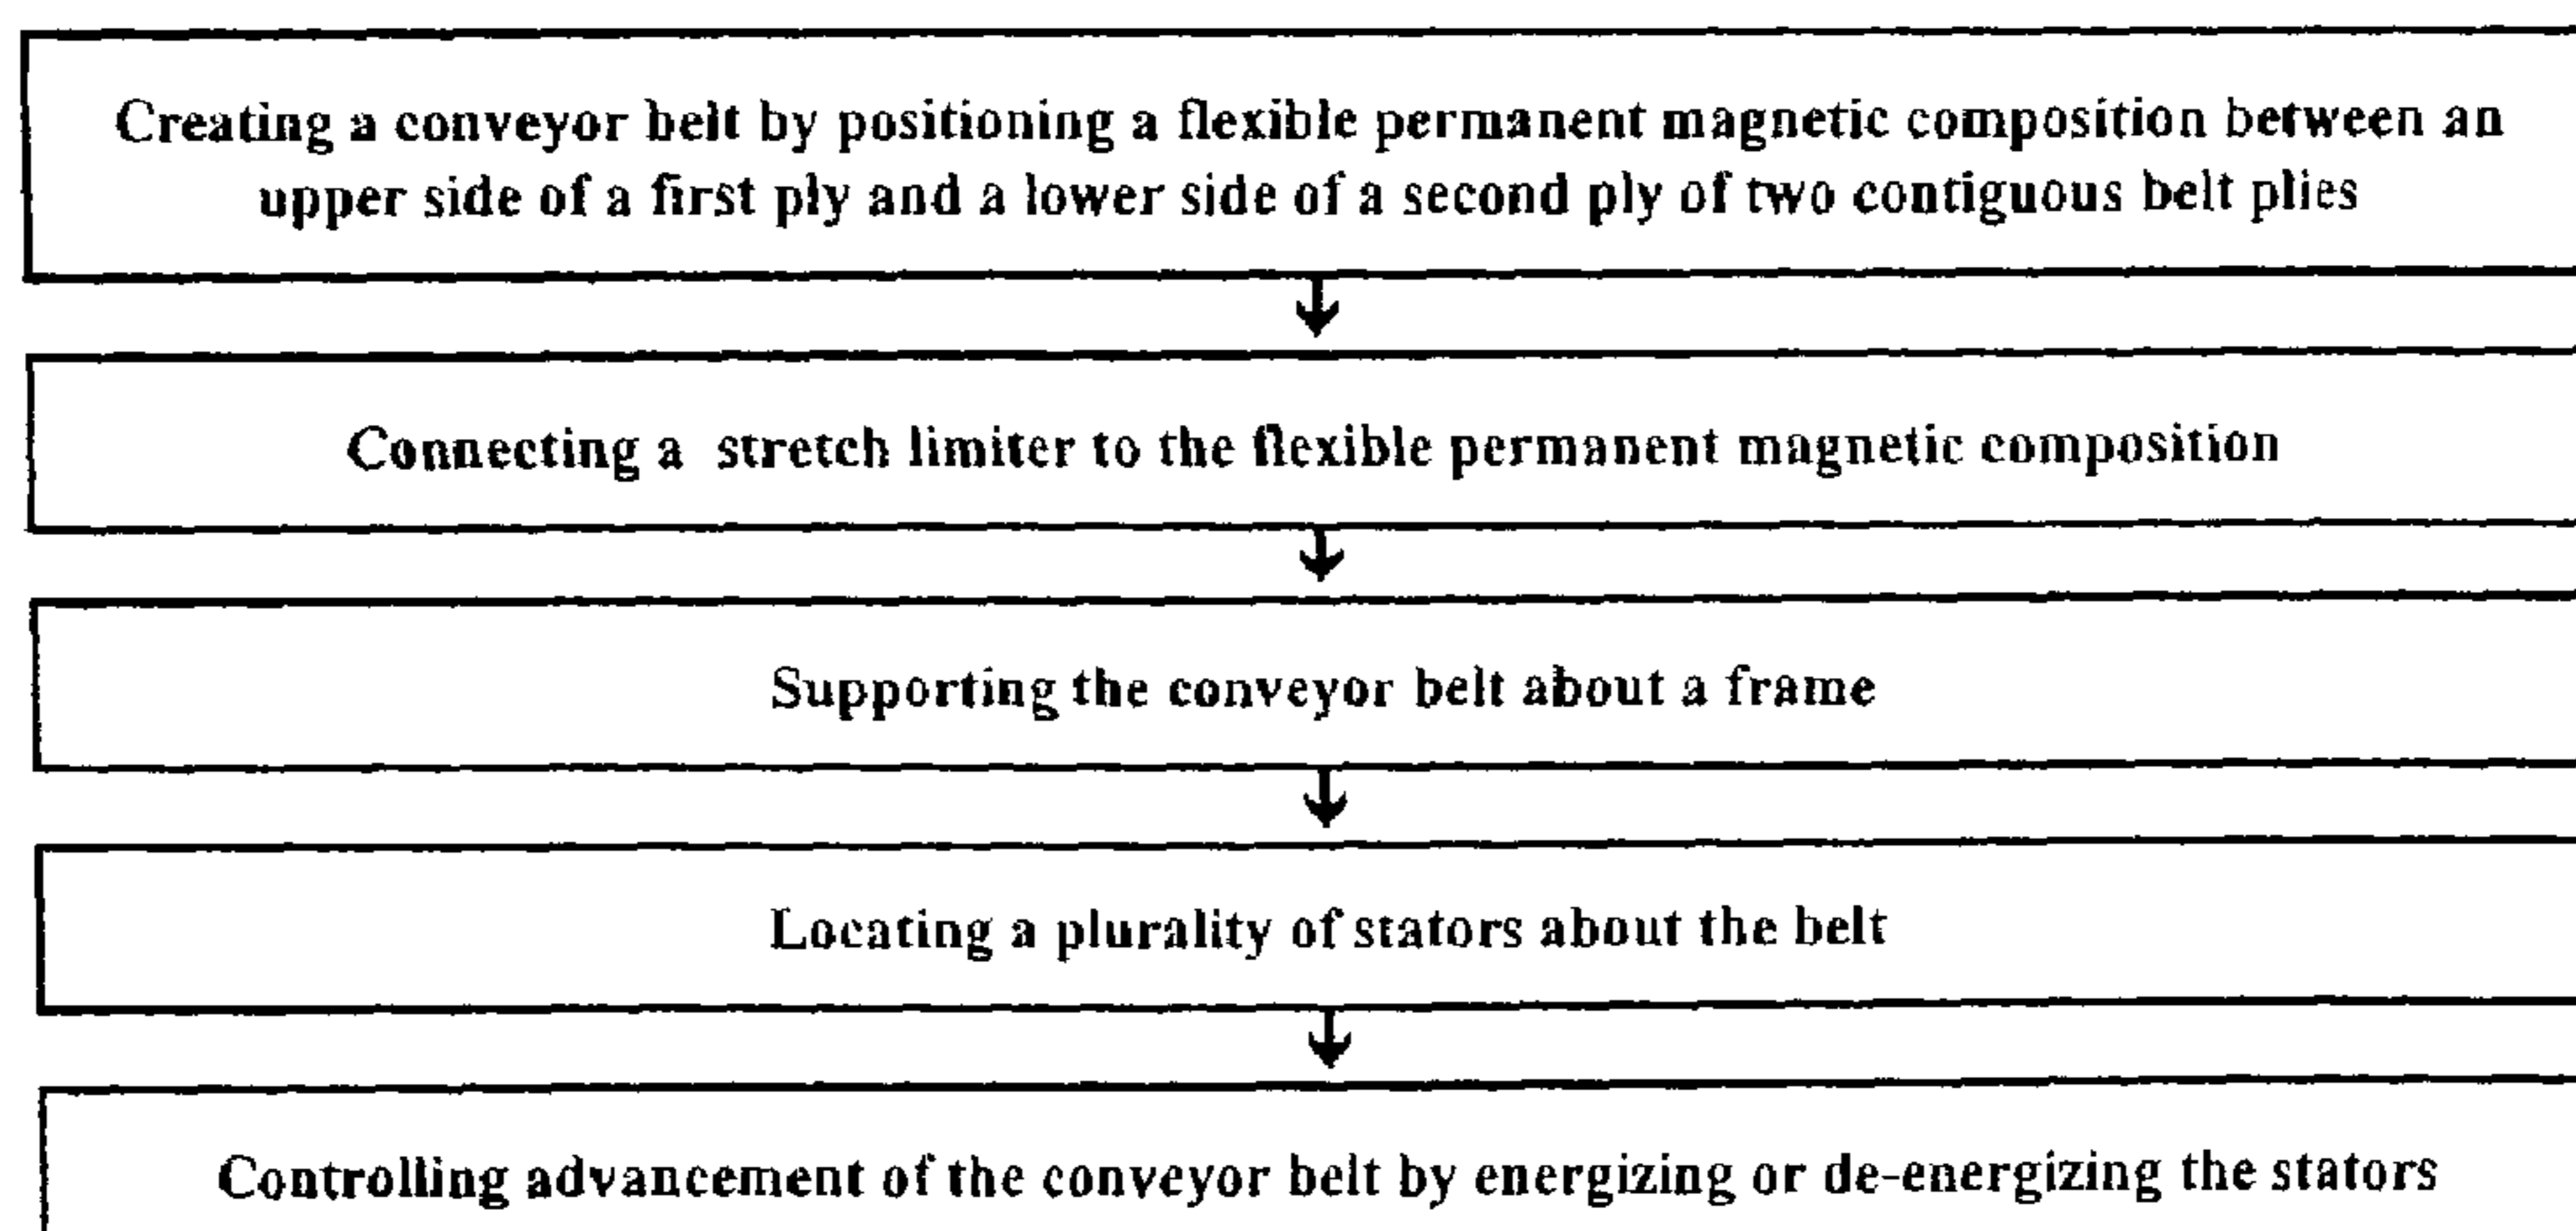 Creating a conveyor belt by positioning a flexible permanent magnetic composition between an
upper side of a first ply and a lower side of a second ply of two contiguous belt plies
Connecting a stretch limiter to the flexible permanent magnetic composition
Supporting the conveyor belt about a frame
Locating a plurality of stators about the belt
Controlling advancement of the conveyor belt by energizing or de-energizing the stators